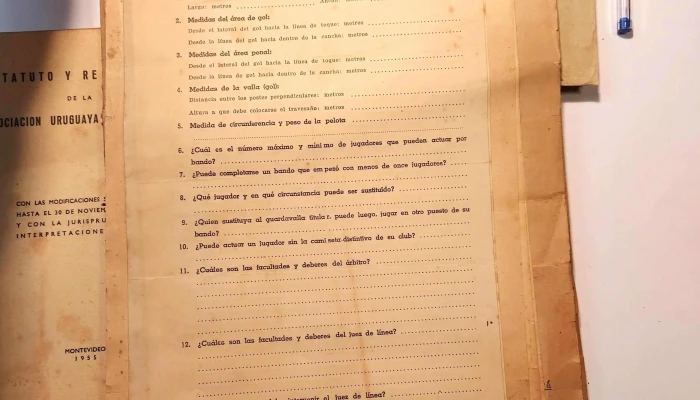 Largo: metros
2. Medidas del área de gol:
Desde el lateral del gol hacia la línea de toque: metros
Desde la línea de gol hacia dentro de la cancha: metros
3. Medidas del área penal:
Desde el lateral del gol hacia la línea de toque: metros
Desde la línea de gol hacia dentro de la cancha: metros
4. Medidas de la valla (gol):
Distancia entre los postes perpendiculares: metros
Altura a que debe colocarse el travesaño: metros
5. Medida de circunferencia y peso de la pelota
6. ¿Cuál es el número máximo y mínimo de jugadores que pueden actuar por
bando?
7. ¿Puede completarse un bando que empezó con menos de once jugadores?
8. ¿Qué jugador y en qué circunstancia puede ser sustituído?
9. ¿Quien sustituya al guardavalla titular, puede luego, jugar en otro puesto de su
bando?
10. ¿Puede actuar un jugador sin la camiseta distintivo de su club?
11. ¿Cuáles son las facultades y deberes del árbitro?
12. ¿Cuáles son las facultades y deberes del juez de línea?
el juez de línea?
TATUTO Y RE
DE LA
OCIACION URUGUAYA
CON LAS MODIFICACIONES
HASTA EL 30 DE NOVIEM
Y CON LA JURISPRU
INTERPRETACIONE
MONTEVIDEO
1955